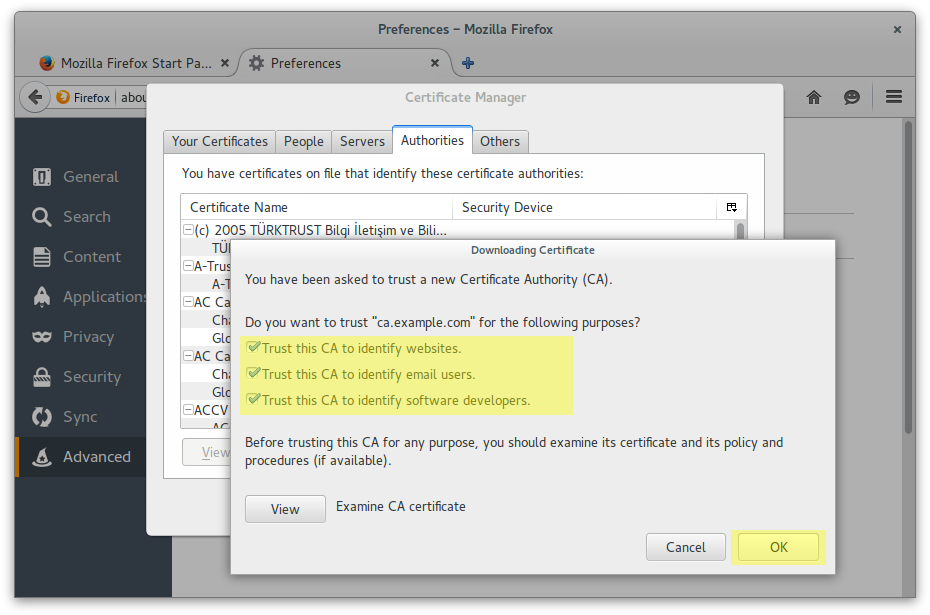 Preferences – Mozilla Firefox
Mozilla Firefox Start Pa...
Preferences
Firefox
abou
Certificate Manager
Your Certificates
People
Servers
Authorities
Others
You have certificates on file that identify these certificate authorities:
Certificate Name
Security Device
(c) 2005 TÜRKTRUST Bilgi İletişim ve Bili...
TÜ
A-Trus
A-T
AC Ca
Cha
Glo
AC Ca
Cha
Glo
ACCV
View
General
Search
Content
Applications
Privacy
Security
Sync
Advanced
Downloading Certificate
You have been asked to trust a new Certificate Authority (CA).
Do you want to trust "ca.example.com" for the following purposes?
Trust this CA to identify websites.
Trust this CA to identify email users.
Trust this CA to identify software developers.
Before trusting this CA for any purpose, you should examine its certificate and its policy and
procedures (if available).
View
Examine CA certificate
Cancel
OK